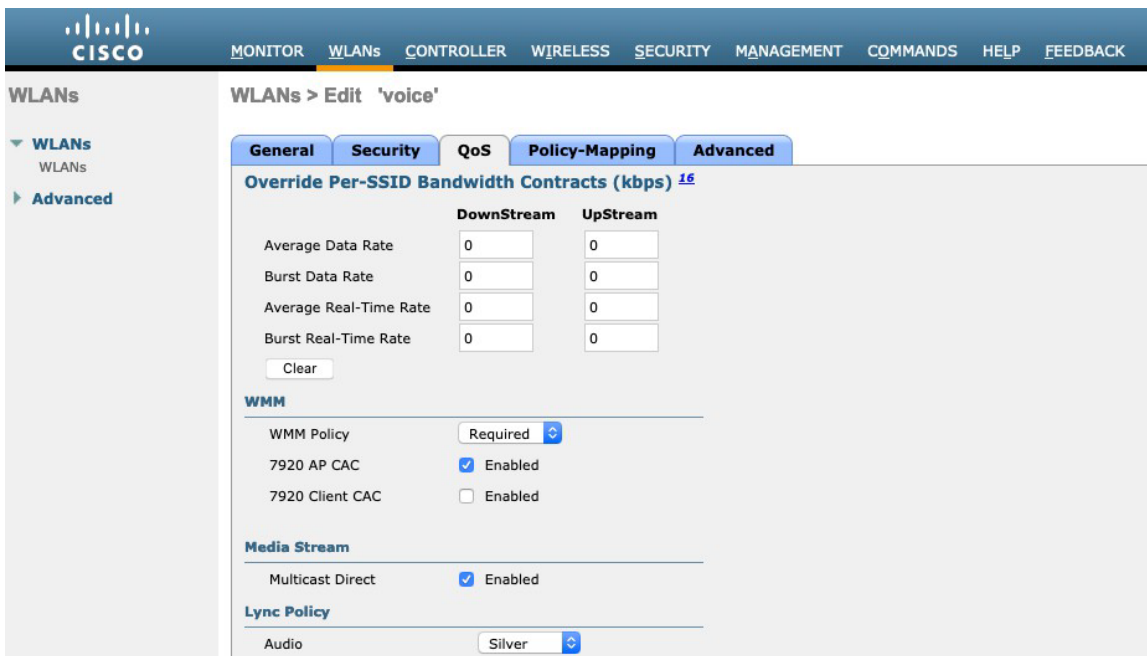 CISCO
MONITOR WLANs CONTROLLER WIRELESS SECURITY MANAGEMENT COMMANDS HELP FEEDBACK
WLANs
WLANs > Edit 'voice'
WLANs
WLANs
Advanced
General Security QoS Policy-Mapping Advanced
Override Per-SSID Bandwidth Contracts (kbps) 16
DownStream UpStream
Average Data Rate 0 0
Burst Data Rate 0 0
Average Real-Time Rate 0 0
Burst Real-Time Rate 0 0
Clear
WMM
WMM Policy Required
7920 AP CAC Enabled
7920 Client CAC Enabled
Media Stream
Multicast Direct Enabled
Lync Policy
Audio Silver